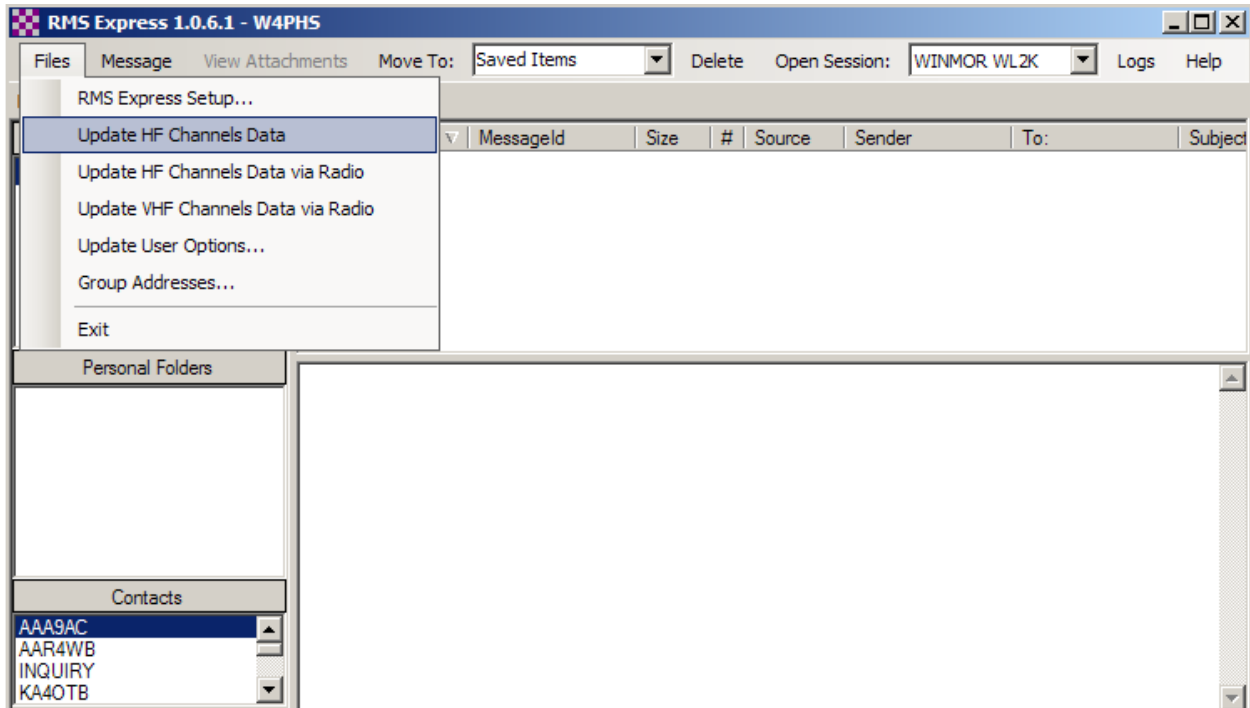 RMS Express 1.0.6.1 - W4PHS
Files Message View Attachments Move To: Saved Items Delete Open Session: WINMOR WL2K Logs Help
RMS Express Setup...
Update HF Channels Data
MessageId Size # Source Sender To: Subject
Update HF Channels Data via Radio
Update VHF Channels Data via Radio
Update User Options...
Group Addresses...
Exit
Personal Folders
Contacts
AAA9AC
AAR4WB
INQUIRY
KA4OTB